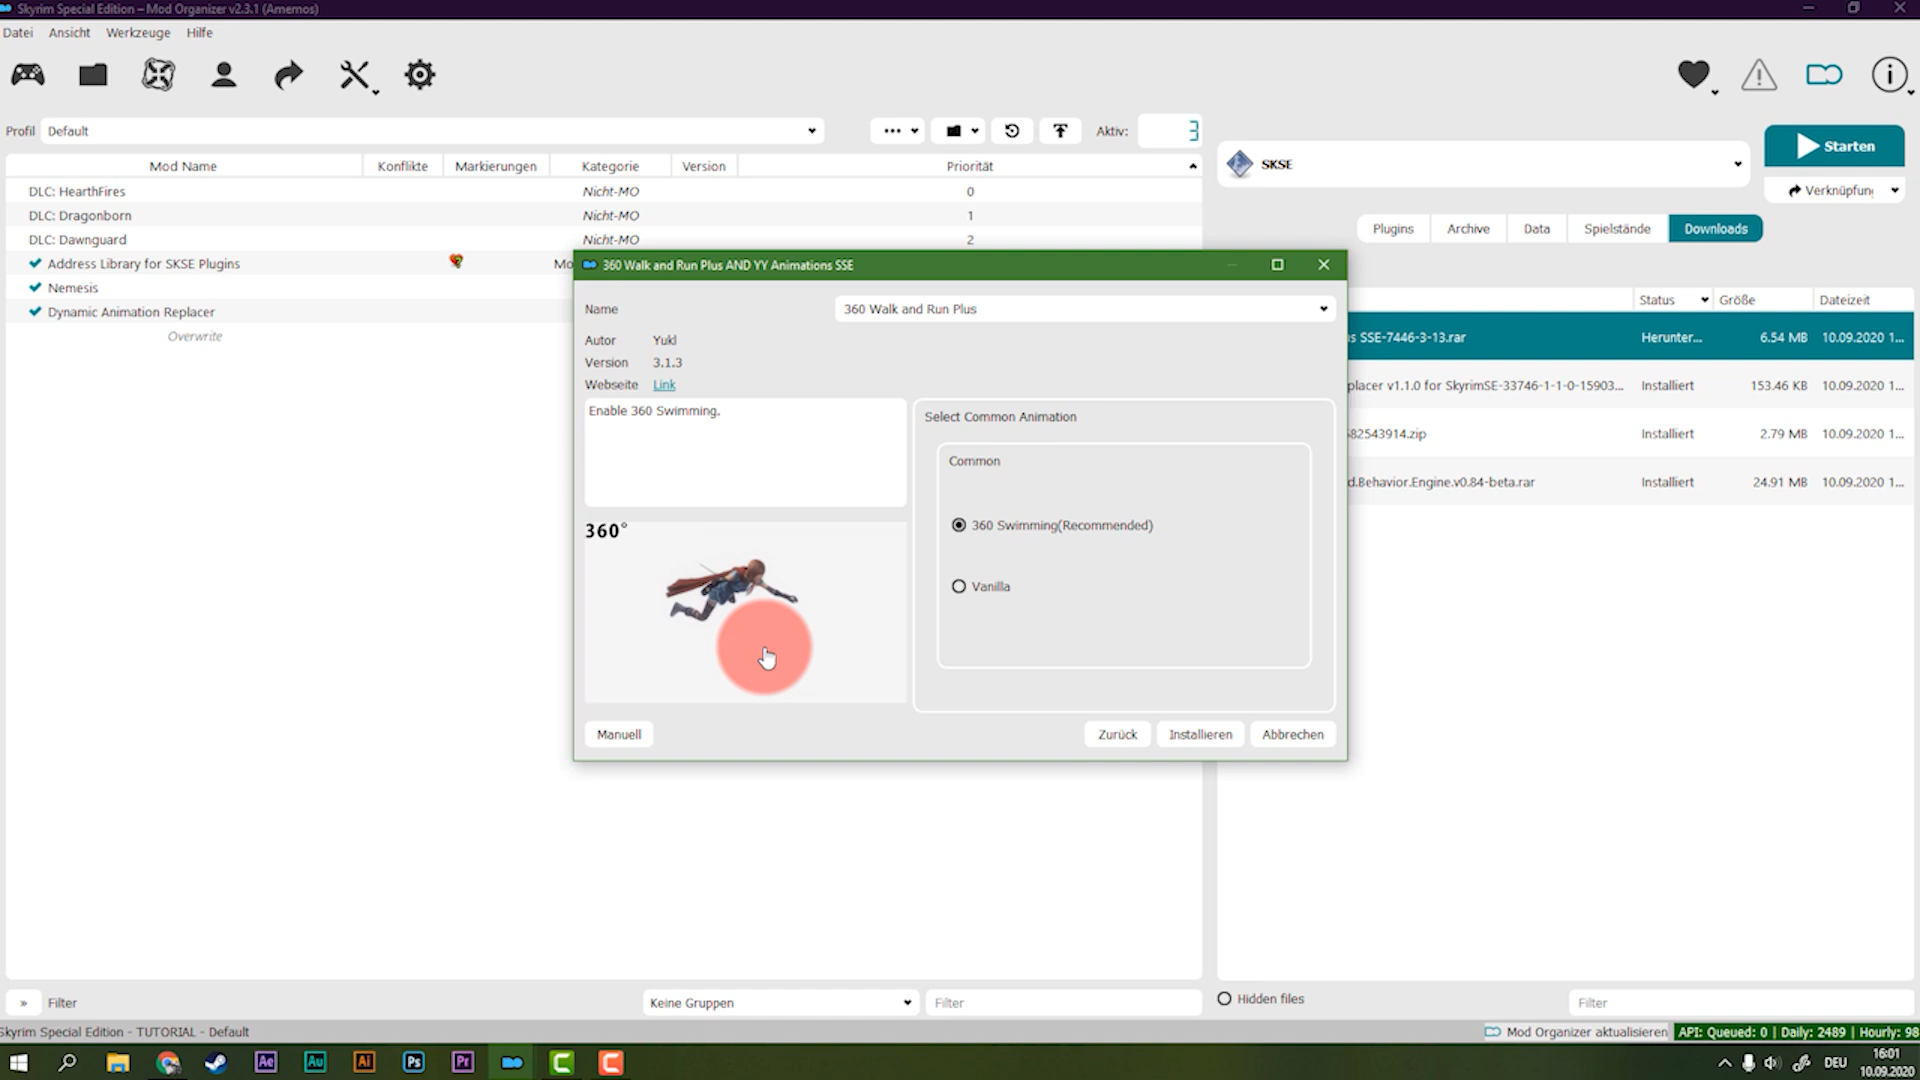 Skyrim Special Edition – Mod Organizer v2.3.1 (Amemos)
Datei Ansicht Werkzeuge Hilfe
Profil Default Aktiv: 3
Mod Name Konflikte Markierungen Kategorie Version Priorität
DLC: HearthFires Nicht-MO 0
DLC: Dragonborn Nicht-MO 1
DLC: Dawnguard Nicht-MO 2
Address Library for SKSE Plugins Mo
Nemesis
Dynamic Animation Replacer
Overwrite
360 Walk and Run Plus AND YY Animations SSE
Name 360 Walk and Run Plus
Autor Yukl
Version 3.1.3
Webseite Link
Enable 360 Swimming.
360°
Select Common Animation
Common
360 Swimming(Recommended)
Vanilla
Manuell Zurück Installieren Abbrechen
SKSE
Starten
Verknüpfung
Plugins Archive Data Spielstände Downloads
Status Größe Dateizeit
s SSE-7446-3-13.rar Herunter... 6.54 MB 10.09.2020 1...
placer v1.1.0 for SkyrimSE-33746-1-1-0-15903... Installiert 153.46 KB 10.09.2020 1...
582543914.zip Installiert 2.79 MB 10.09.2020 1...
d.Behavior.Engine.v0.84-beta.rar Installiert 24.91 MB 10.09.2020 1...
» Filter Keine Gruppen Filter
Hidden files Filter
Skyrim Special Edition - TUTORIAL - Default
Mod Organizer aktualisieren API: Queued: 0 | Daily: 2489 | Hourly: 98
Ae Au Ai Ps Pr
DEU 16:01
10.09.2020